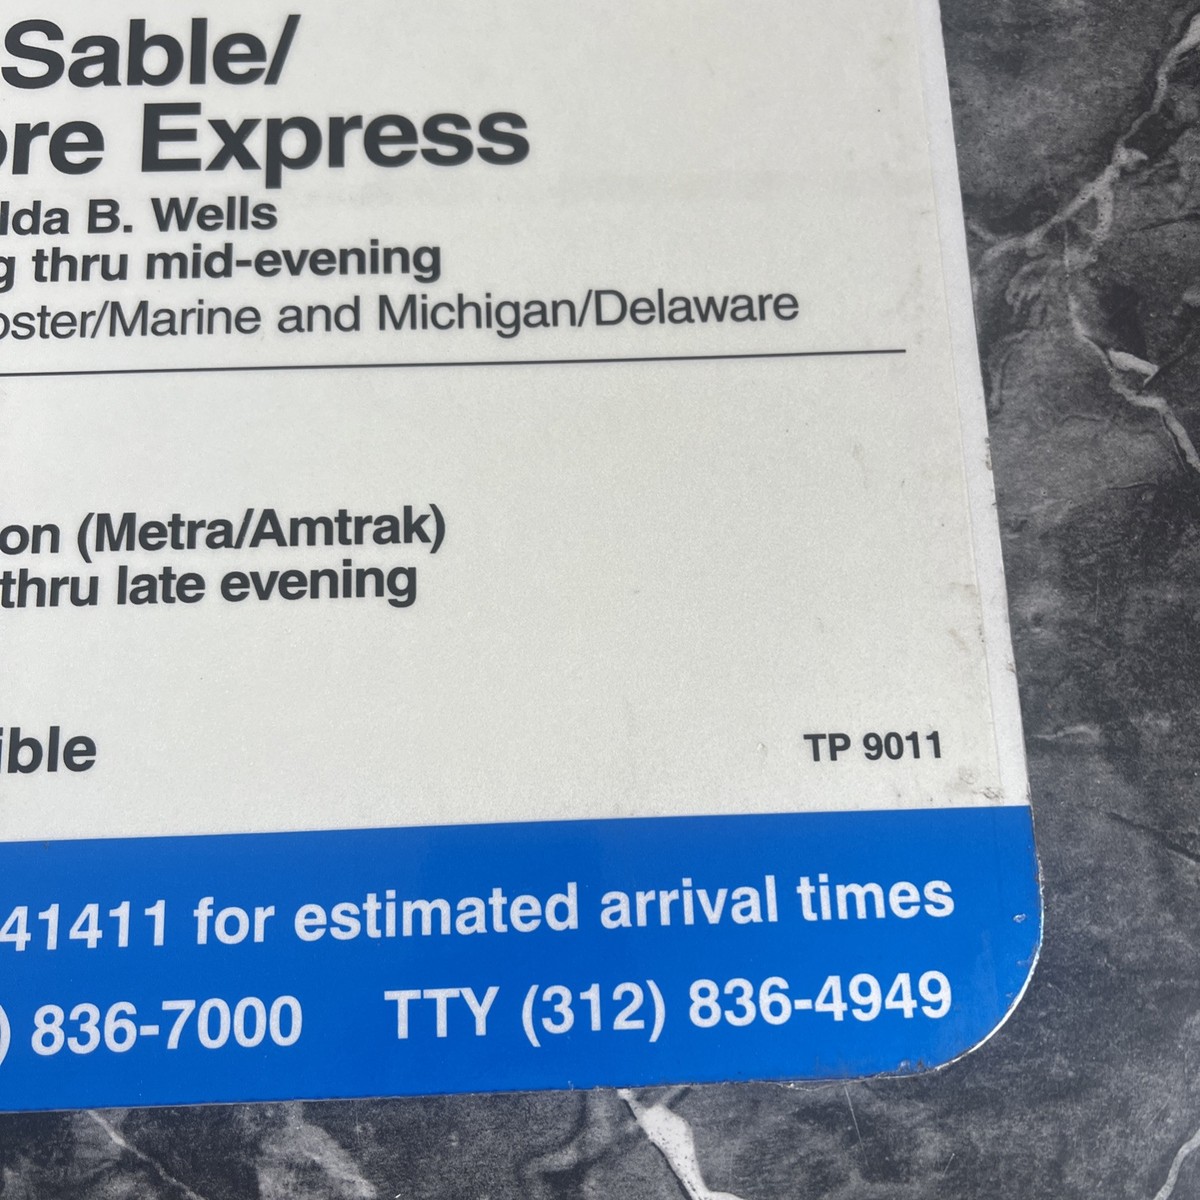 Sable/
ore Express
Ida B. Wells
g thru mid-evening
oster/Marine and Michigan/Delaware
on (Metra/Amtrak)
thru late evening
ible
TP 9011
41411 for estimated arrival times
) 836-7000 TTY (312) 836-4949